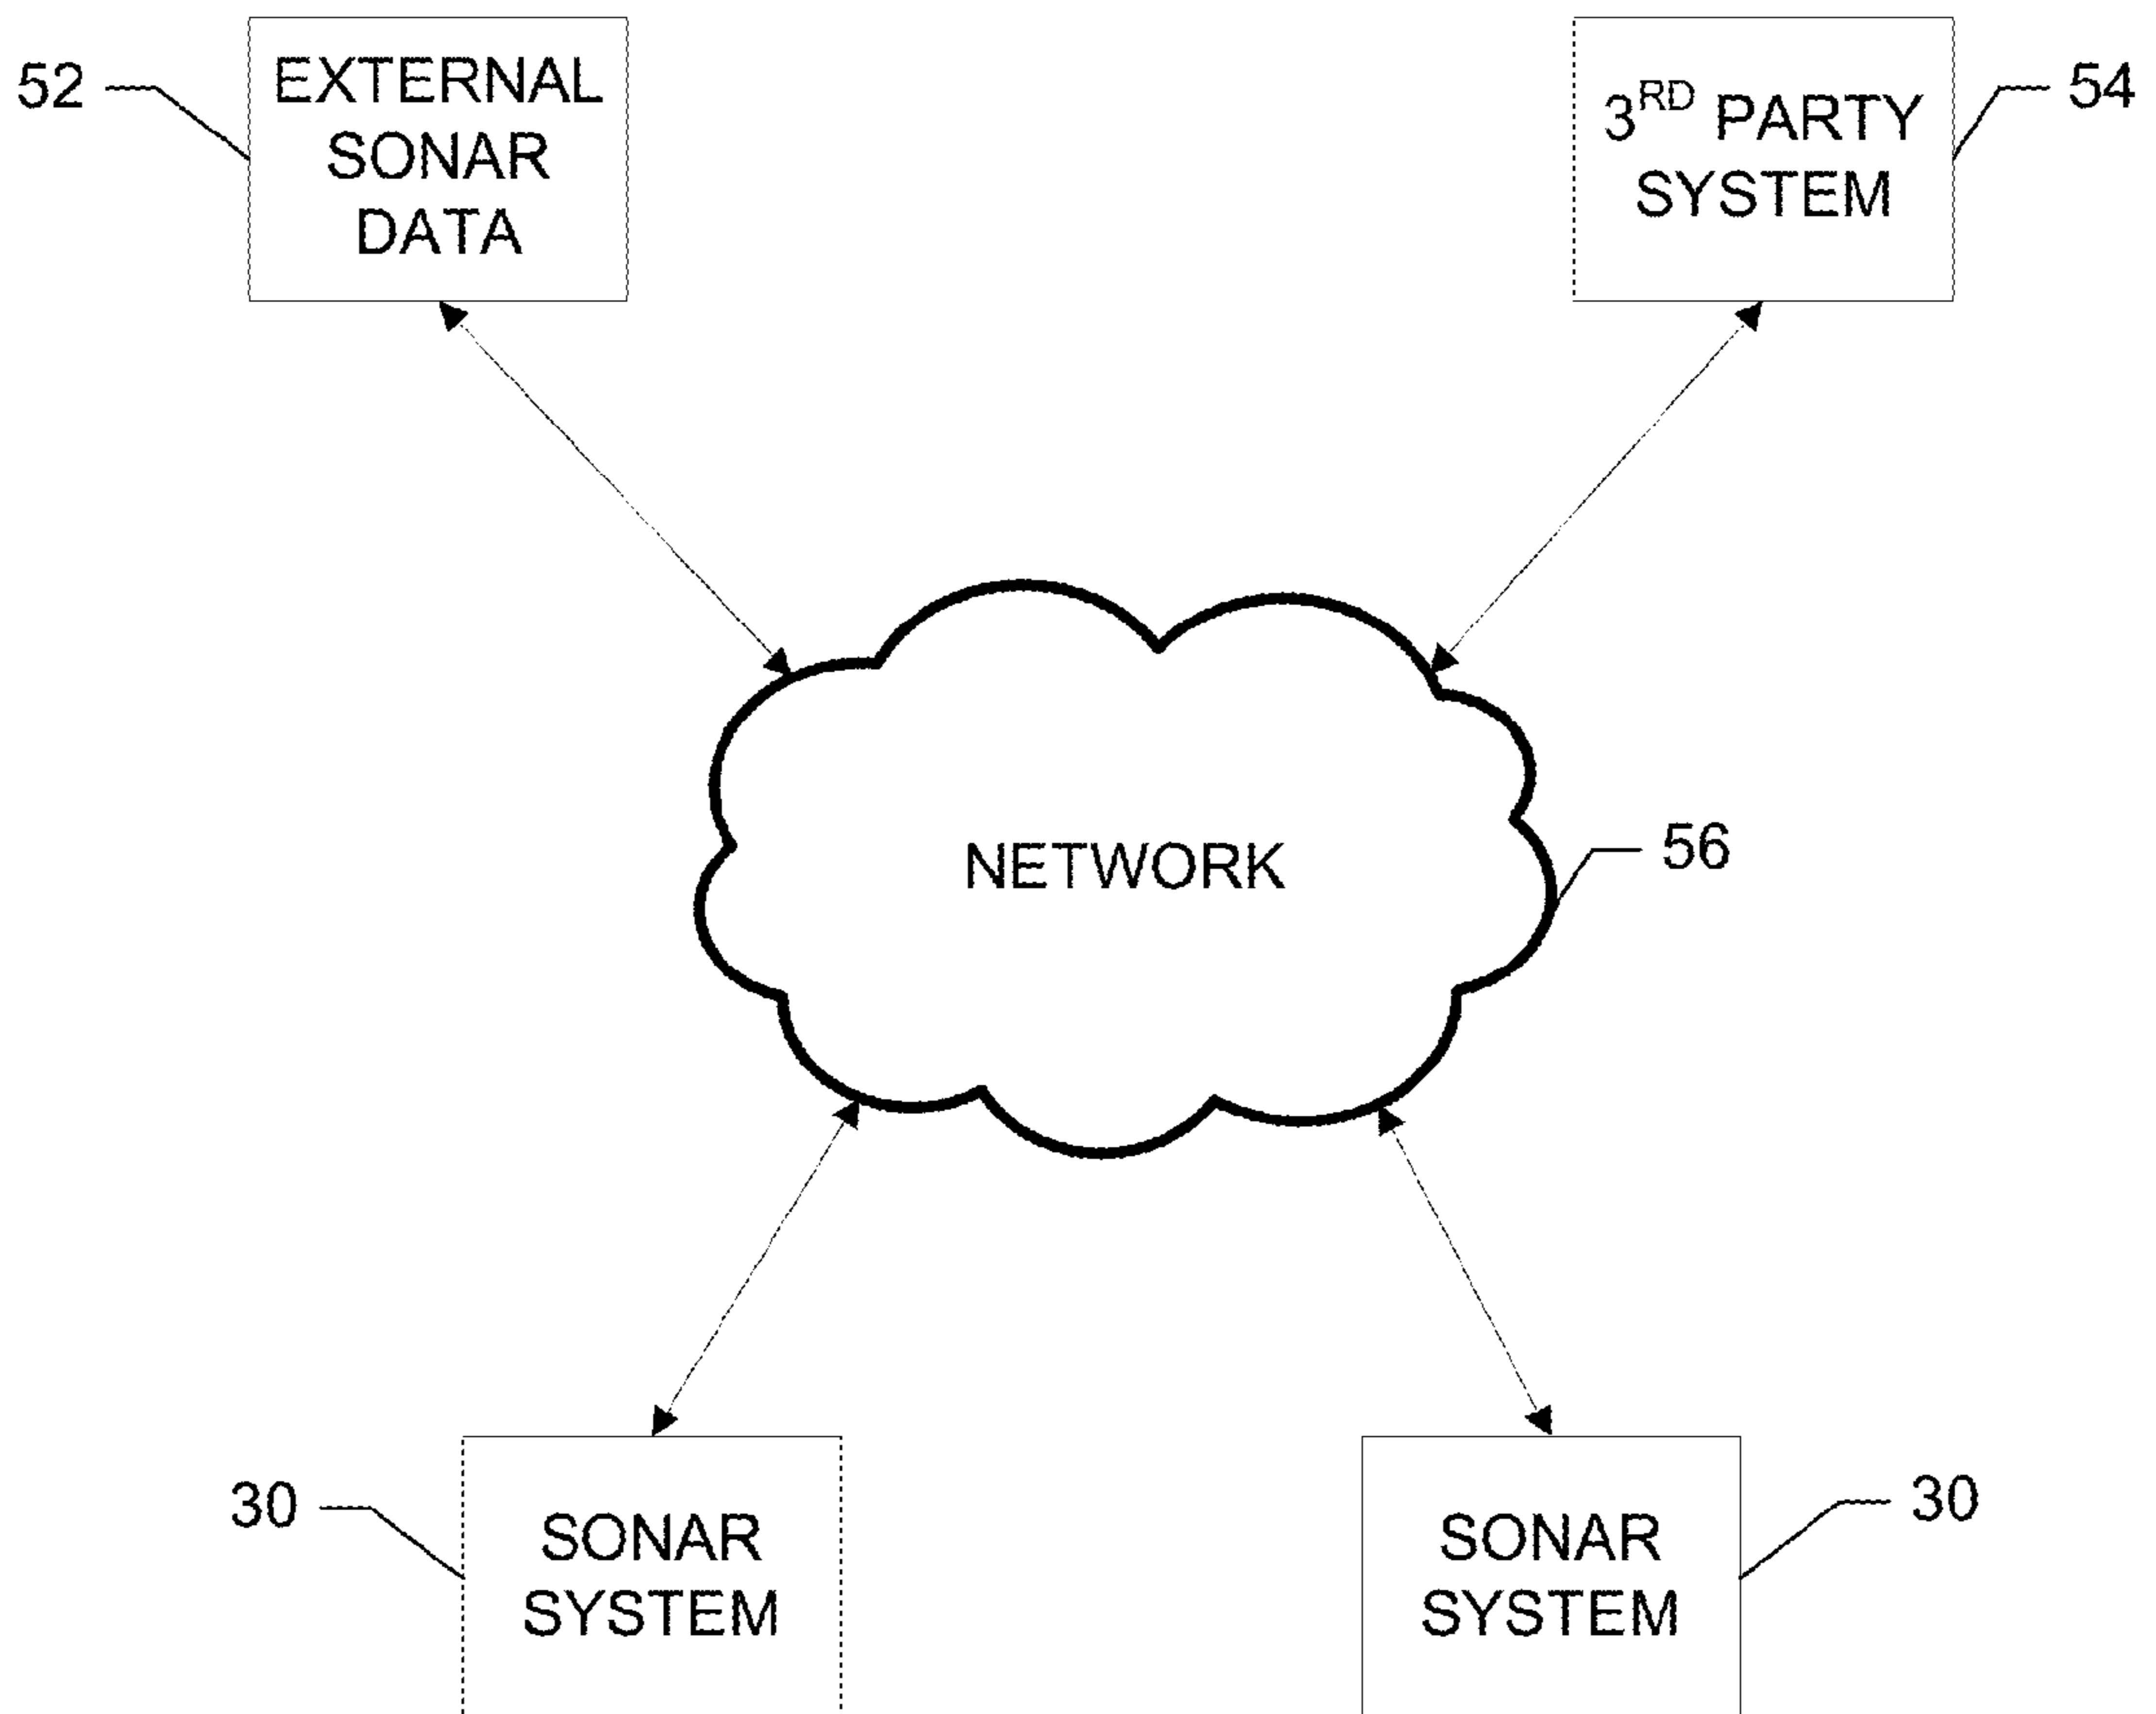 52
EXTERNAL
SONAR
DATA
3RD PARTY
SYSTEM
54
NETWORK
56
30
SONAR
SYSTEM
SONAR
SYSTEM
30